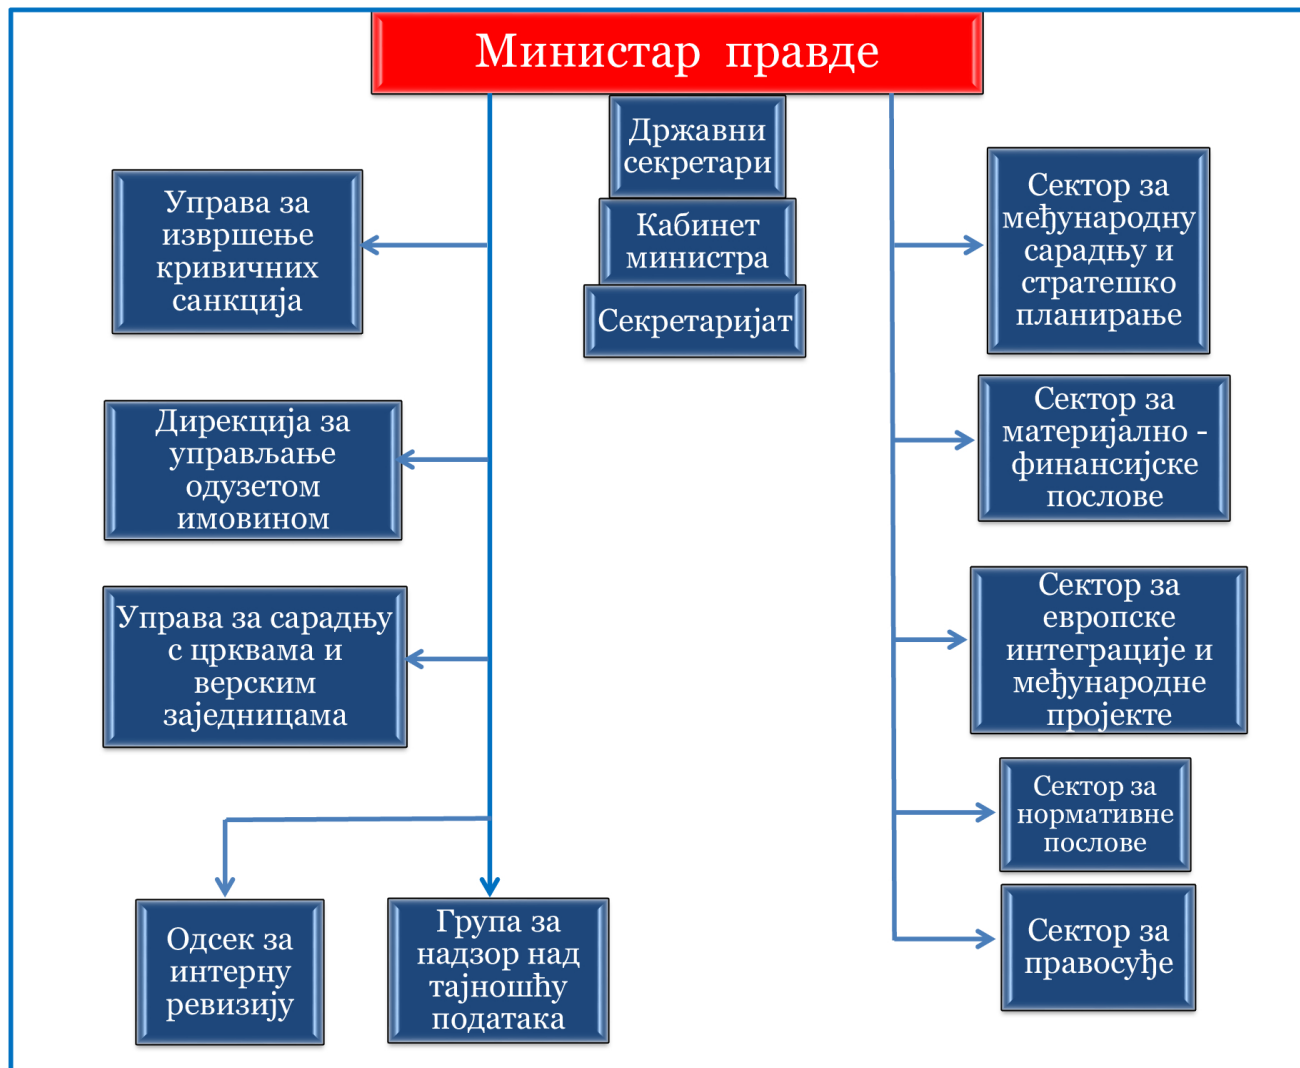 Министар правде
Државни
секретари
Кабинет
министра
Секретаријат
Управа за
извршење
кривичних
санкција
Дирекција за
управљање
одузетом
имовином
Управа за сарадњу
с црквама и
верским
заједницама
Одсек за
интерну
ревизију
Група за
надзор над
тајношћу
података
Сектор за
међународну
сарадњу и
стратешко
планирање
Сектор за
материјално -
финансијске
послове
Сектор за
европске
интеграције и
међународне
пројекте
Сектор за
нормативне
послове
Сектор за
правосуђе